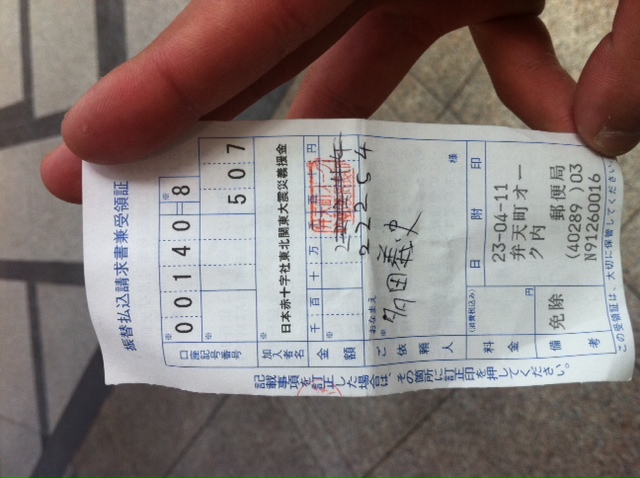 振替払込請求書兼受領証
口座記号番号
00140=8
507
加入者名
日本赤十字社東北関東大震災義援金
金額
千百十万千百十円
22264
おなまえ
ご依頼人
多田義史
様
料金
(消費税込み)
円
日附印
23-04-11
弁天町オー
ク内 郵便局
(40289 )03
N91260016
備考
免除
この受領証は、大切に保管してください。
記載事項を訂正した場合は、その箇所に訂正印を押してください。